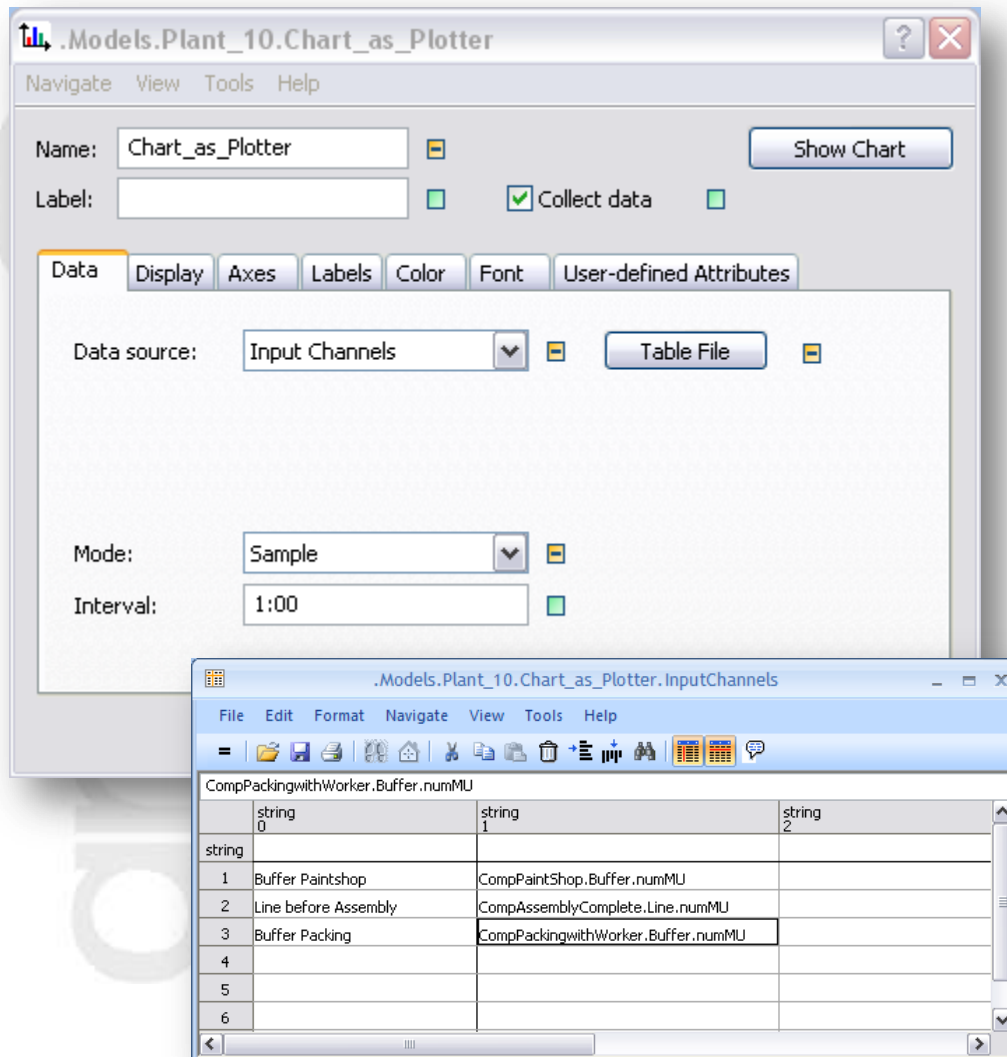 .Models.Plant_10.Chart_as_Plotter
Navigate View Tools Help
Name: Chart_as_Plotter Show Chart
Label: Collect data
Data Display Axes Labels Color Font User-defined Attributes
Data source: Input Channels Table File
Mode: Sample
Interval: 1:00
.Models.Plant_10.Chart_as_Plotter.InputChannels
File Edit Format Navigate View Tools Help
CompPackingwithWorker.Buffer.numMU
string string string
0 1 2
string
1 Buffer Paintshop CompPaintShop.Buffer.numMU
2 Line before Assembly CompAssemblyComplete.Line.numMU
3 Buffer Packing CompPackingwithWorker.Buffer.numMU
4
5
6